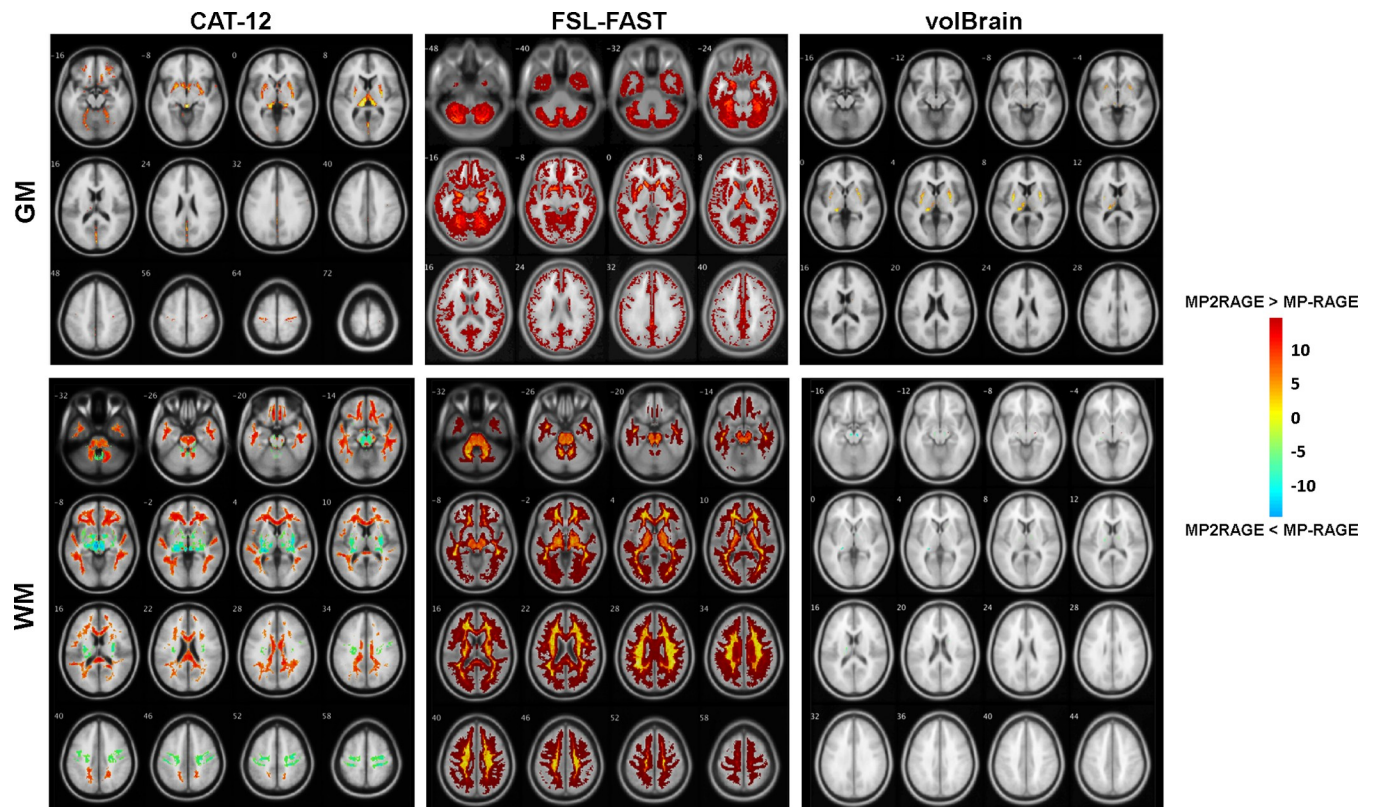 CAT-12 FSL-FAST volBrain
GM
-16 -8 0 8
16 24 32 40
48 56 64 72
-48 -40 -32 -24
-16 -8 0 8
16 24 32 40
-16 -12 -8 -4
0 4 8 12
16 20 24 28
WM
-32 -26 -20 -14
-8 -2 4 10
16 22 28 34
40 46 52 58
-32 -26 -20 -14
-8 -2 4 10
16 22 28 34
40 46 52 58
-16 -12 -8 -4
0 4 8 12
16 20 24 28
32 36 40 44
MP2RAGE > MP-RAGE
10
5
0
-5
-10
MP2RAGE < MP-RAGE